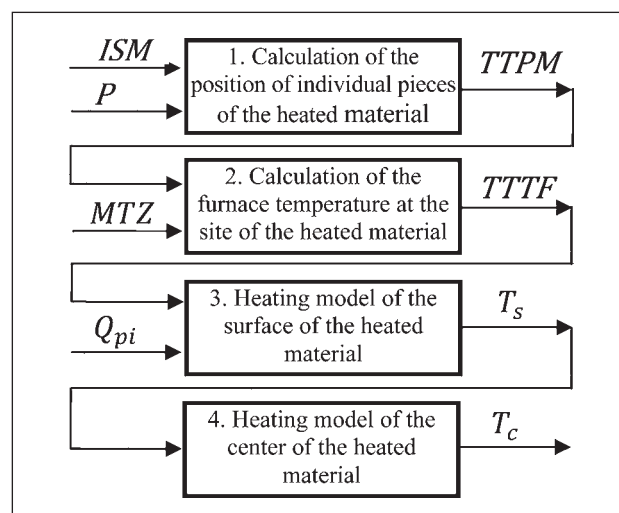 ISM
P
1. Calculation of the
position of individual pieces
of the heated material
TTPM
MTZ
2. Calculation of the
furnace temperature at the
site of the heated material
TTTF
Q_pi
3. Heating model of the
surface of the heated
material
T_s
4. Heating model of the
center of the heated
material
T_c